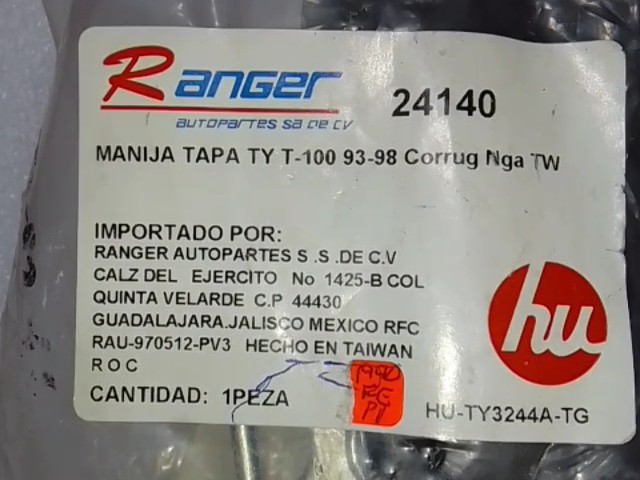 Ranger 24140
AUTOPARTES SA DE CV
MANIJA TAPA TY T-100 93-98 Corrug Nga TW
IMPORTADO POR:
RANGER AUTOPARTES S .S .DE C.V
CALZ DEL EJERCITO No 1425-B COL
QUINTA VELARDE C.P 44430
GUADALAJARA.JALISCO MEXICO RFC
RAU-970512-PV3 HECHO EN TAIWAN
R O C
CANTIDAD: 1PEZA
hu
HU-TY3244A-TG